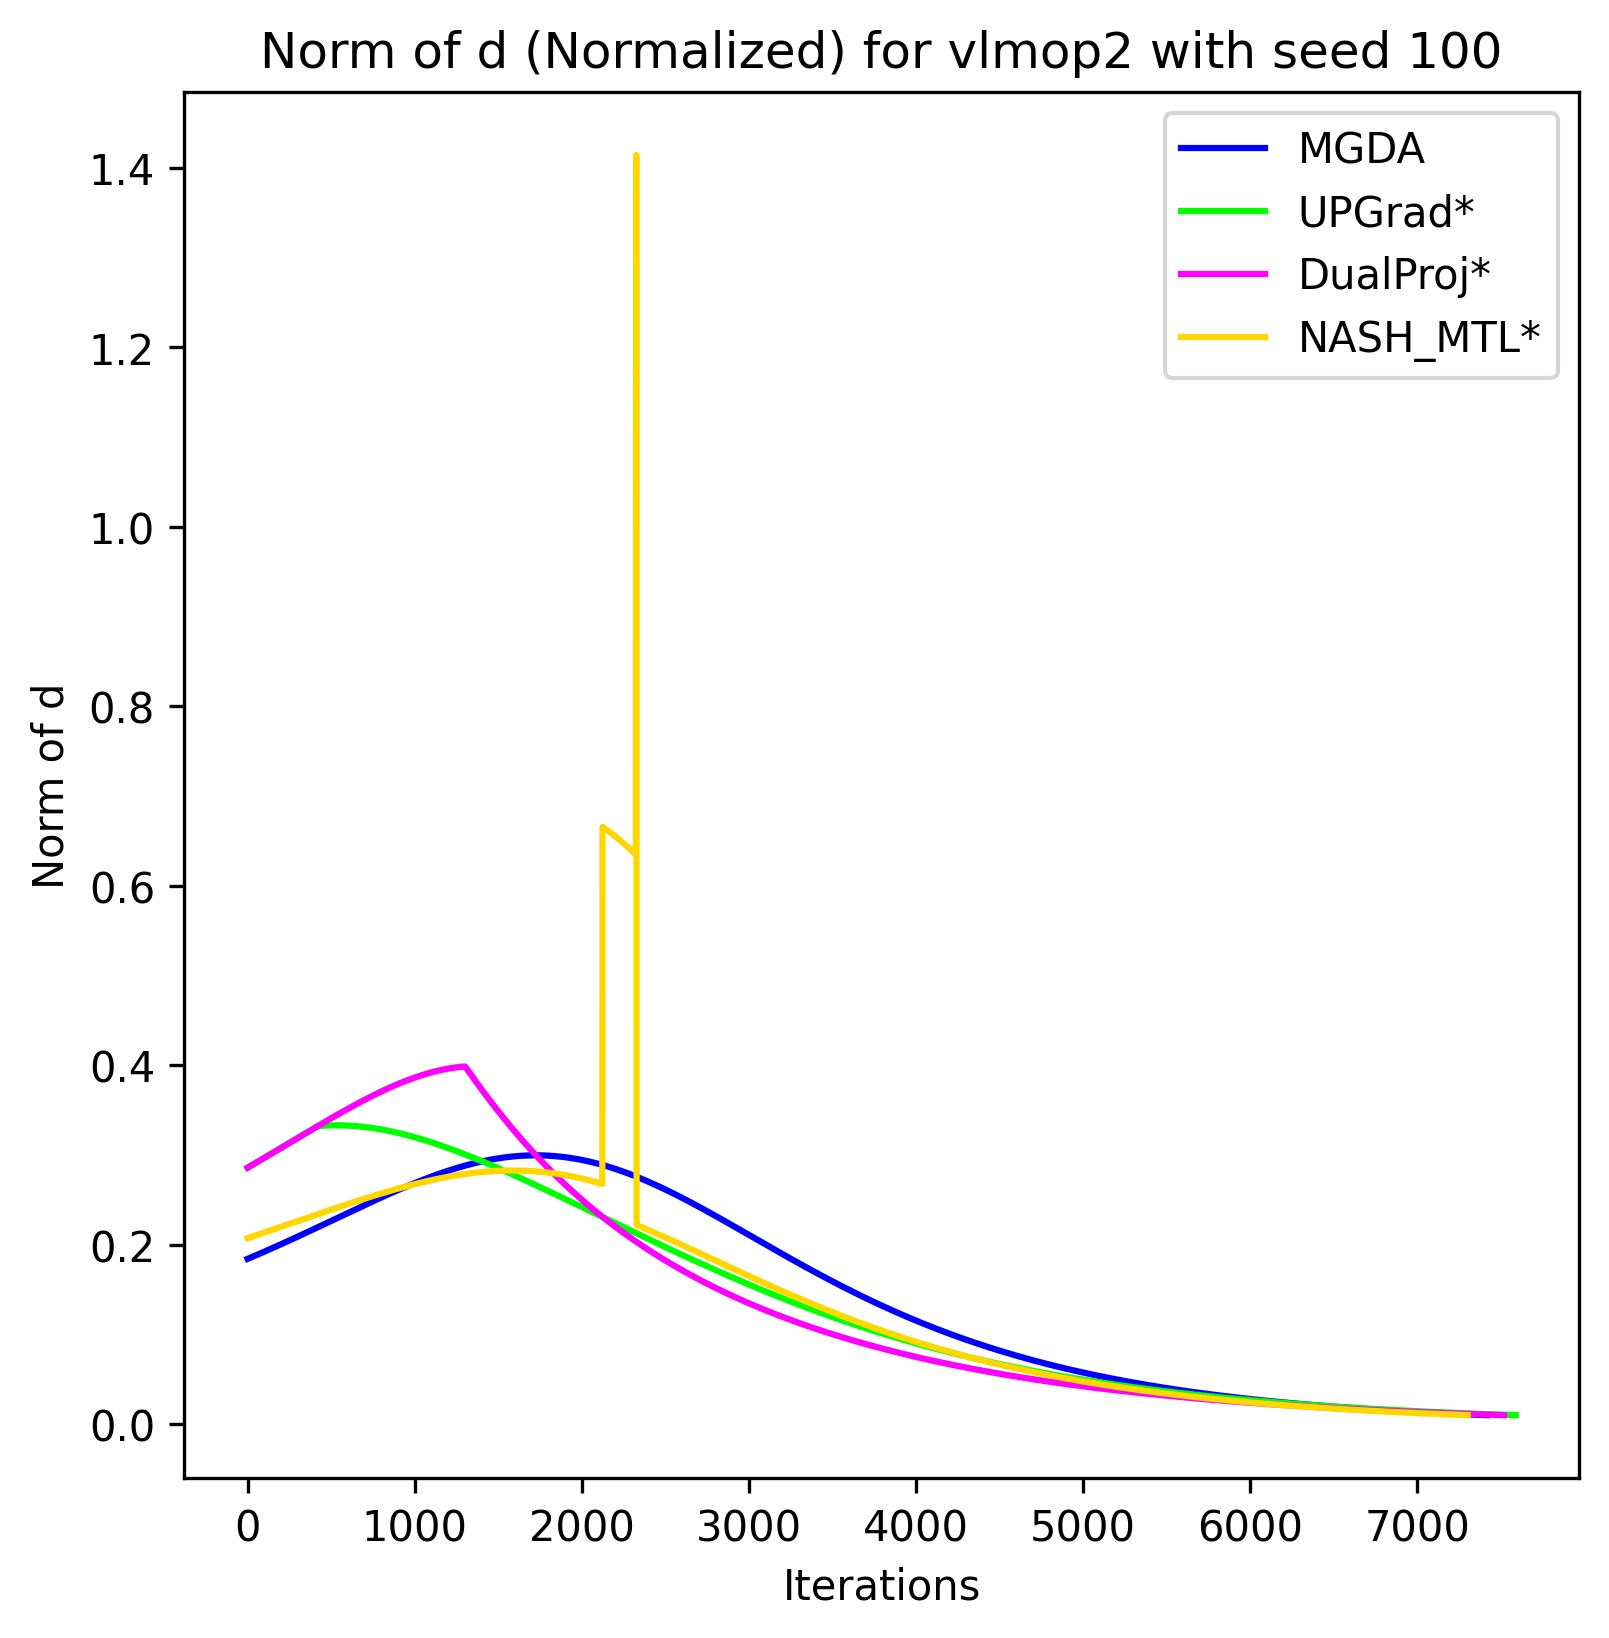 Norm of d (Normalized) for vlmop2 with seed 100
MGDA
UPGrad*
DualProj*
NASH_MTL*
Norm of d
1.4
1.2
1.0
0.8
0.6
0.4
0.2
0.0
0 1000 2000 3000 4000 5000 6000 7000
Iterations